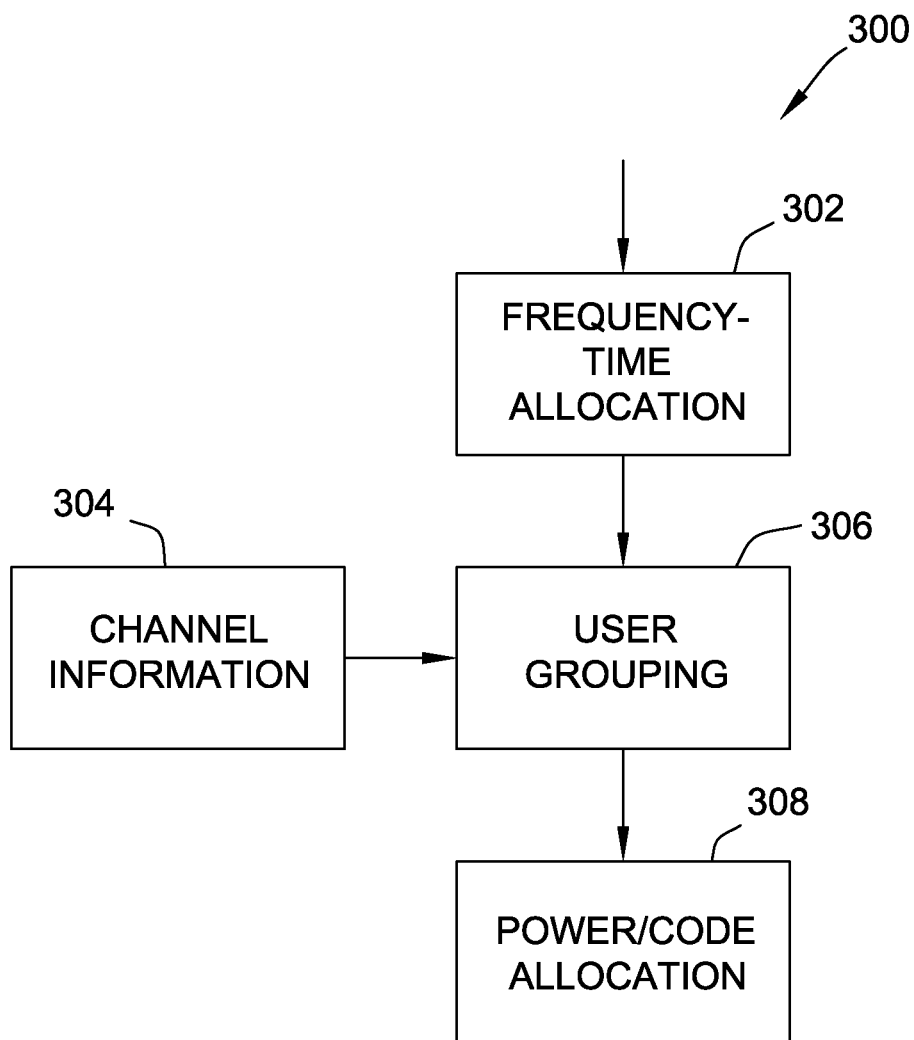 300
302
FREQUENCY-
TIME
ALLOCATION
304
306
CHANNEL
INFORMATION
USER
GROUPING
308
POWER/CODE
ALLOCATION